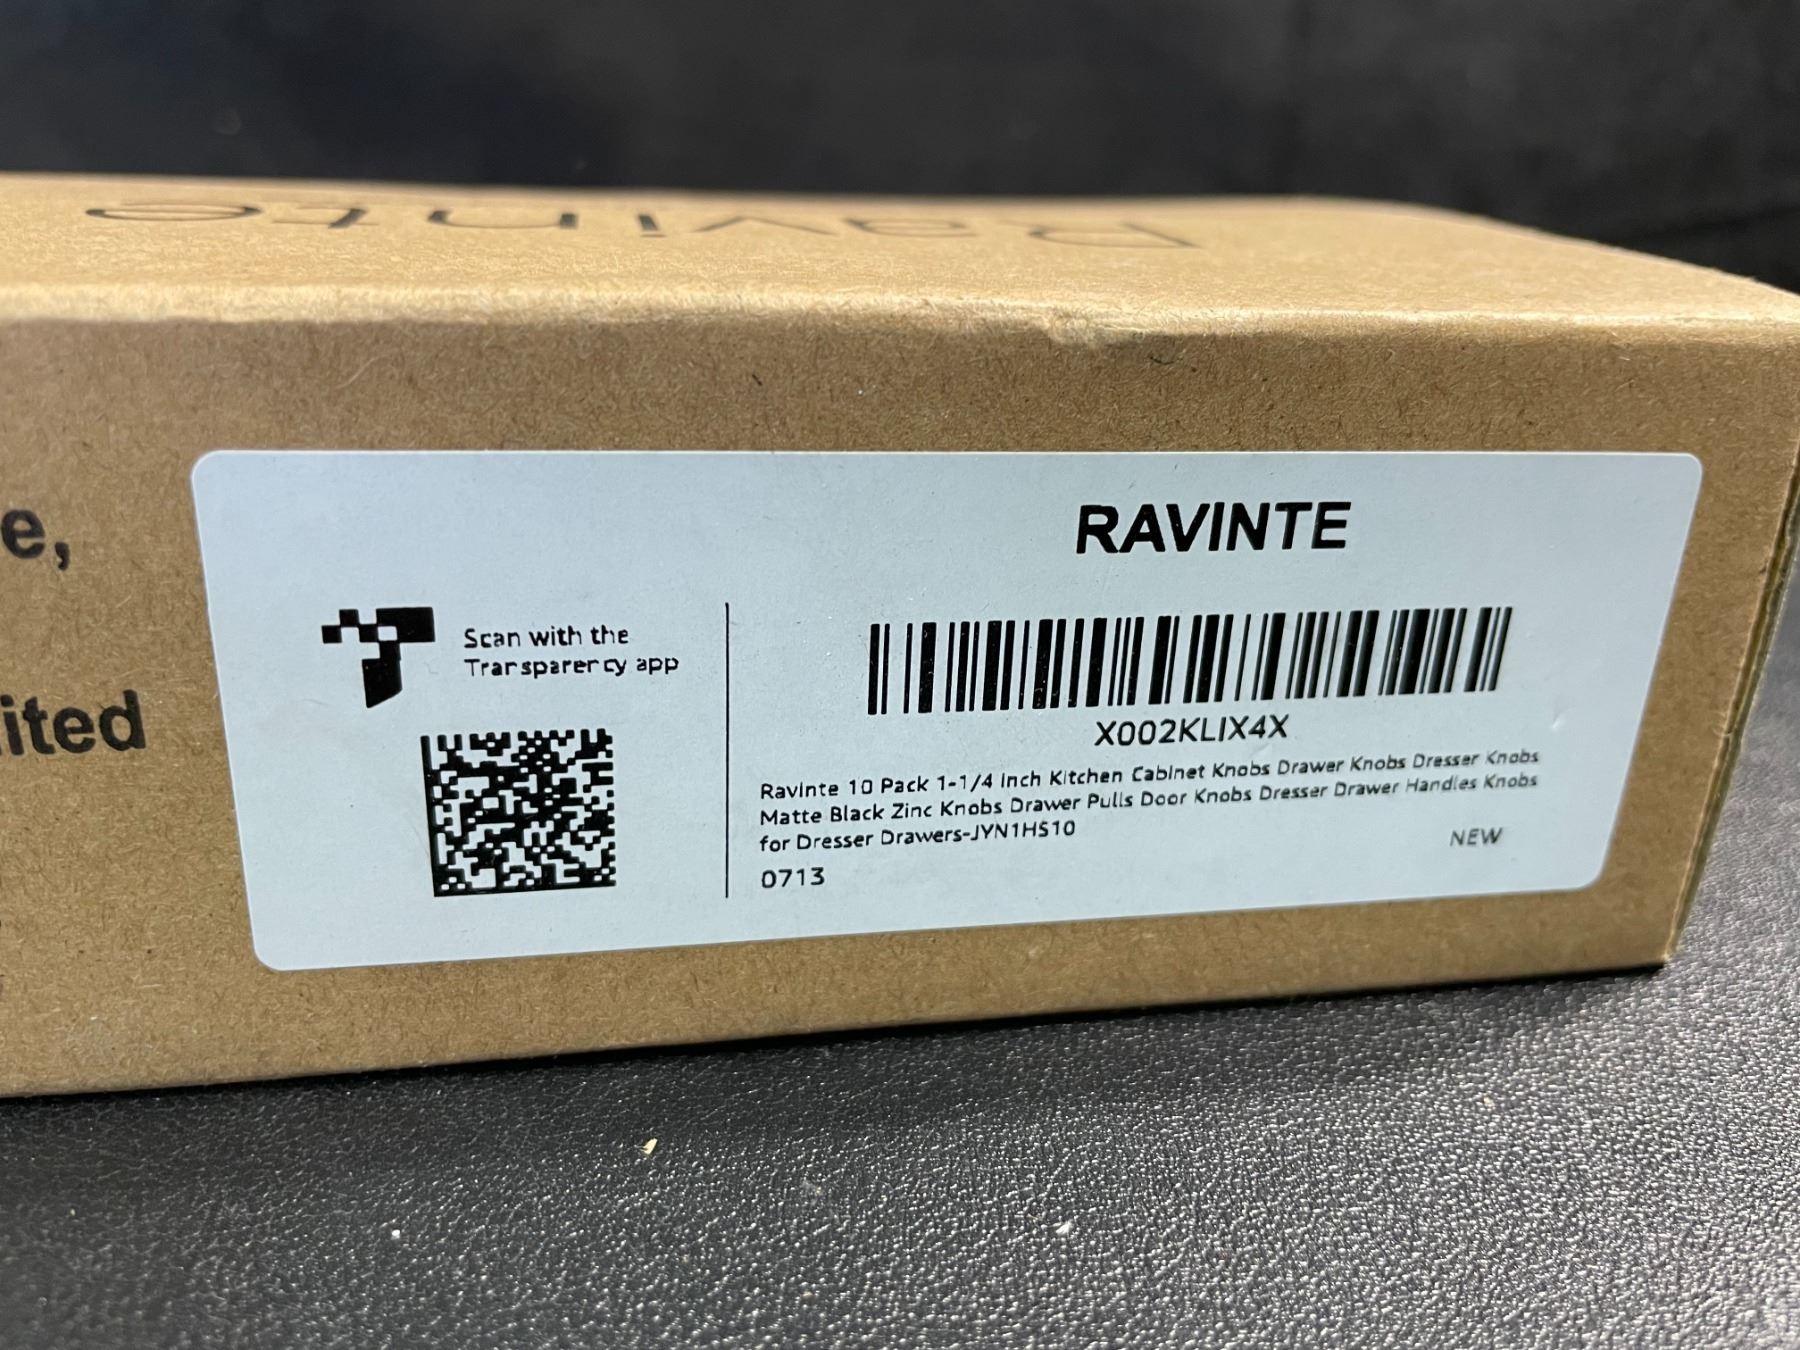 Ravinte
e,
ited
RAVINTE
Scan with the
Transparency app
X002KLIX4X
Ravinte 10 Pack 1-1/4 Inch Kitchen Cabinet Knobs Drawer Knobs Dresser Knobs
Matte Black Zinc Knobs Drawer Pulls Door Knobs Dresser Drawer Handles Knobs
for Dresser Drawers-JYN1HS10
NEW
0713